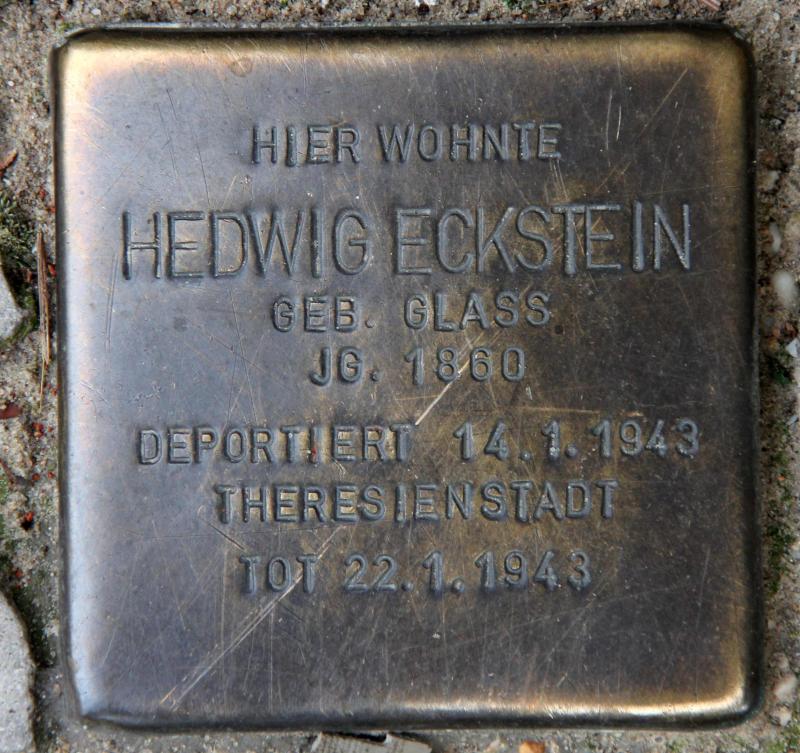 HIER WOHNTE
HEDWIG ECKSTEIN
GEB. GLASS
JG. 1860
DEPORTIERT 14.1.1943
THERESIENSTADT
TOT 22.1.1943